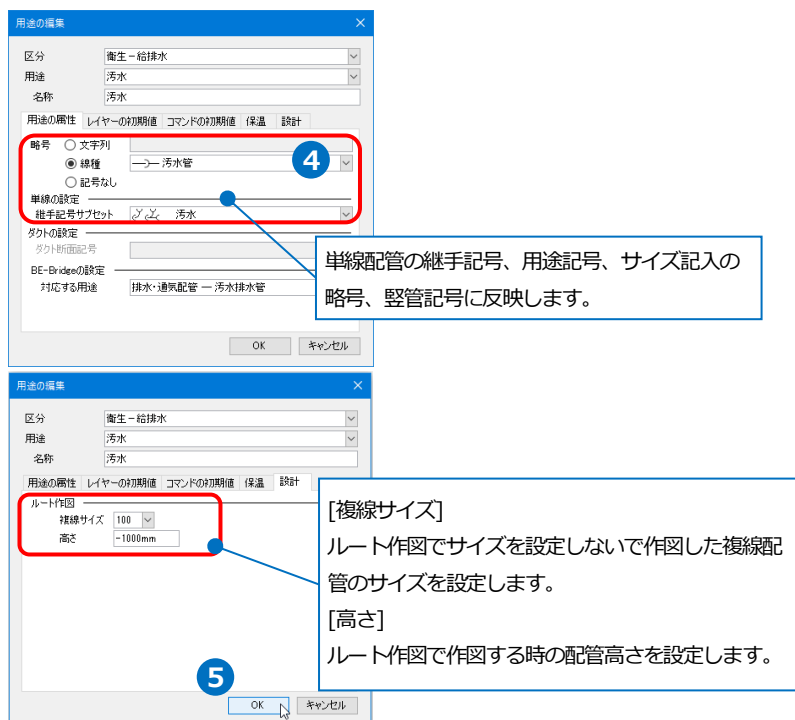 用途の編集
区分 衛生－給排水
用途 汚水
名称 汚水
用途の属性 レイヤーの初期値 コマンドの初期値 保温 設計
略号 文字列
線種 汚水管
記号なし
4
単線の設定
継手記号サブセット 汚水
ダクトの設定
ダクト断面記号
BE-Bridgeの設定
対応する用途 排水・通気配管 ― 汚水排水管
単線配管の継手記号、用途記号、サイズ記入の
略号、竪管記号に反映します。
OK キャンセル
用途の編集
区分 衛生－給排水
用途 汚水
名称 汚水
用途の属性 レイヤーの初期値 コマンドの初期値 保温 設計
ルート作図
複線サイズ 100
高さ -1000mm
[複線サイズ]
ルート作図でサイズを設定しないで作図した複線配
管のサイズを設定します。
[高さ]
ルート作図で作図する時の配管高さを設定します。
5
OK キャンセル